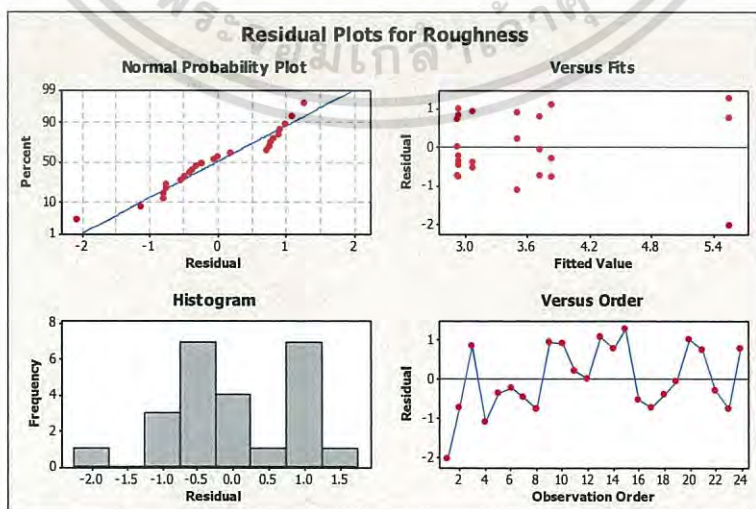 Residual Plots for Roughness
Normal Probability Plot
99
90
50
10
1
Percent
-2 -1 0 1 2
Residual
Versus Fits
1
0
-1
-2
Residual
3.0 3.6 4.2 4.8 5.4
Fitted Value
Histogram
8
6
4
2
0
Frequency
-2.0 -1.5 -1.0 -0.5 0.0 0.5 1.0 1.5
Residual
Versus Order
1
0
-1
-2
Residual
2 4 6 8 10 12 14 16 18 20 22 24
Observation Order